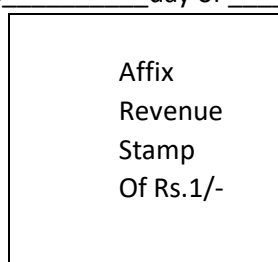 day of
Affix
Revenue
Stamp
Of Rs.1/-